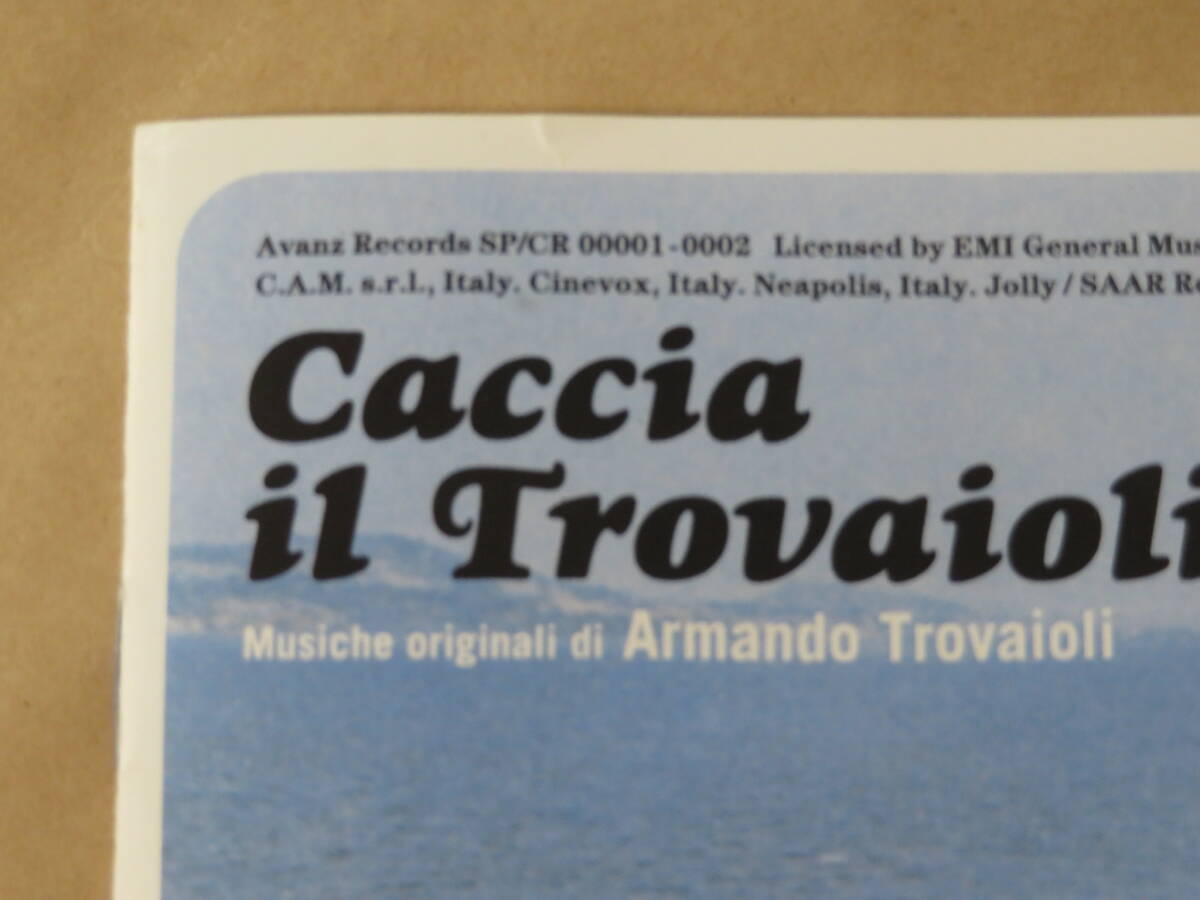 Avanz Records SP/CR 00001-0002 Licensed by EMI General Mus
C.A.M. s.r.l., Italy. Cinevox, Italy. Neapolis, Italy. Jolly / SAAR Re
Caccia
il Trovaioli
Musiche originali di Armando Trovaioli